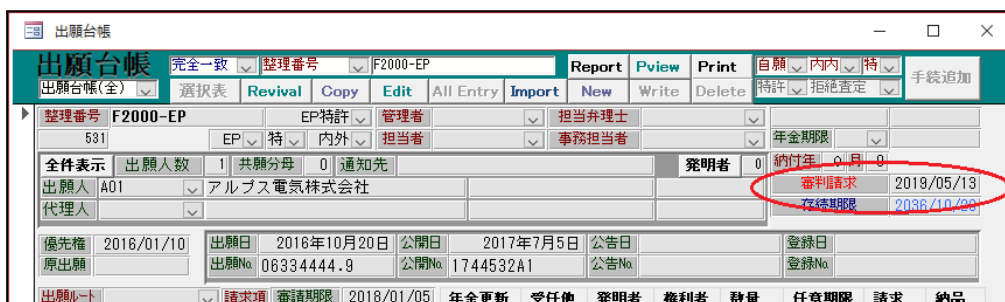 出願台帳
出願台帳 完全一致 整理番号 F2000-EP Report Pview Print 自願 内内 特 手続追加
出願台帳(全) 選択表 Revival Copy Edit All Entry Import New Write Delete 特許 拒絶査定
整理番号 F2000-EP EP特許 管理者 担当弁理士
531 EP 特 内外 担当者 事務担当者 年金期限
全件表示 出願人数 1 共願分母 0 通知先 発明者 0 納付年 0 月 0
出願人 A01 アルプス電気株式会社 審判請求 2019/05/13
代理人 存続期限 2036/10/20
優先権 2016/01/10 出願日 2016年10月20日 公開日 2017年7月5日 公告日 登録日
原出願 出願No. 06334444.9 公開No. 1744532A1 公告No. 登録No.
出願ルート 請求項 審請期限 2018/01/05 年金更新 受任他 発明者 権利者 数量 任意期限 請求 納品